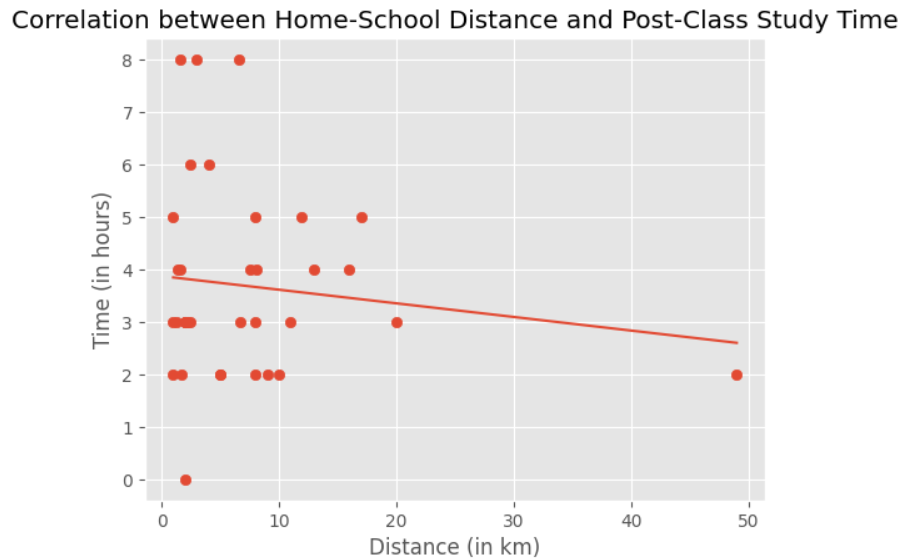 Correlation between Home-School Distance and Post-Class Study Time
8
7
6
5
4
3
2
1
0
Time (in hours)
0 10 20 30 40 50
Distance (in km)